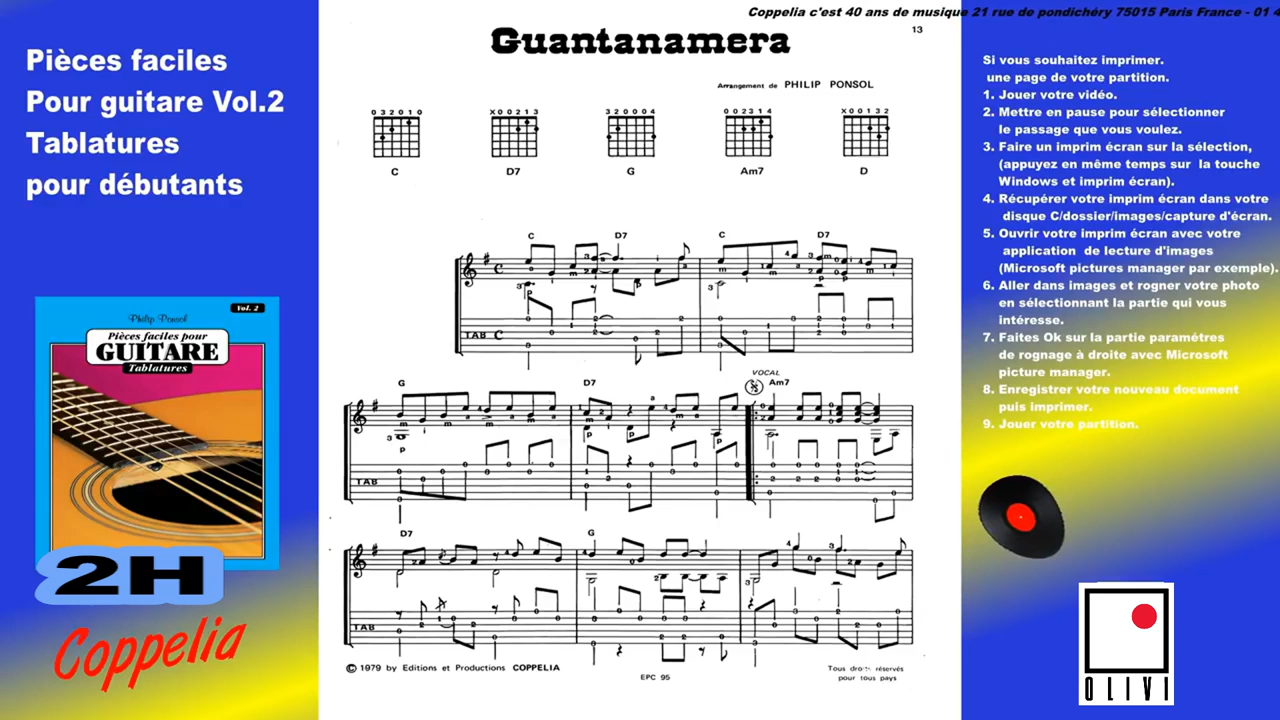 Coppelia c'est 40 ans de musique 21 rue de pondichéry 75015 Paris France - 01 4
Pièces faciles
Pour guitare Vol.2
Tablatures
pour débutants
Vol. 2
Philip Ponsol
Pièces faciles pour
GUITARE
Tablatures
2H
Coppelia
13
Guantanamera
Arrangement de PHILIP PONSOL
032010 X00213 320004 002314 X00132
C D7 G Am7 D
C D7 C D7
TAB
VOCAL
G D7 Am7
TAB
D7 G
TAB
© 1979 by Editions et Productions COPPELIA
EPC 95
Tous droits réservés
pour tous pays
Si vous souhaitez imprimer.
une page de votre partition.
1. Jouer votre vidéo.
2. Mettre en pause pour sélectionner
le passage que vous voulez.
3. Faire un imprim écran sur la sélection,
(appuyez en même temps sur la touche
Windows et imprim écran).
4. Récupérer votre imprim écran dans votre
disque C/dossier/images/capture d'écran.
5. Ouvrir votre imprim écran avec votre
application de lecture d'images
(Microsoft pictures manager par exemple).
6. Aller dans images et rogner votre photo
en sélectionnant la partie qui vous
intéresse.
7. Faites Ok sur la partie paramétres
de rognage à droite avec Microsoft
picture manager.
8. Enregistrer votre nouveau document
puis imprimer.
9. Jouer votre partition.
OLIVI